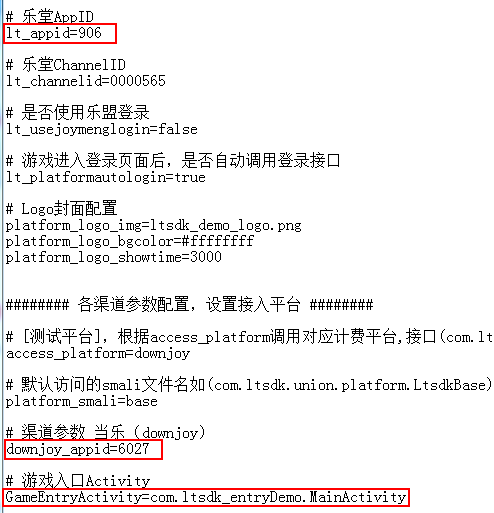 # 乐堂AppID
lt_appid=906
# 乐堂ChannelID
lt_channelid=0000565
# 是否使用乐盟登录
lt_usejoymenglogin=false
# 游戏进入登录页面后，是否自动调用登录接口
lt_platformautologin=true
# Logo封面配置
platform_logo_img=ltsdk_demo_logo.png
platform_logo_bgcolor=#ffffffff
platform_logo_showtime=3000
######## 各渠道参数配置，设置接入平台 ########
# [测试平台]，根据access_platform调用对应计费平台,接口(com.lt
access_platform=downjoy
# 默认访问的smali文件名如(com.ltsdk.union.platform.LtsdkBase)
platform_smali=base
# 渠道参数 当乐（downjoy）
downjoy_appid=6027
# 游戏入口Activity
GameEntryActivity=com.ltsdk_entryDemo.MainActivity